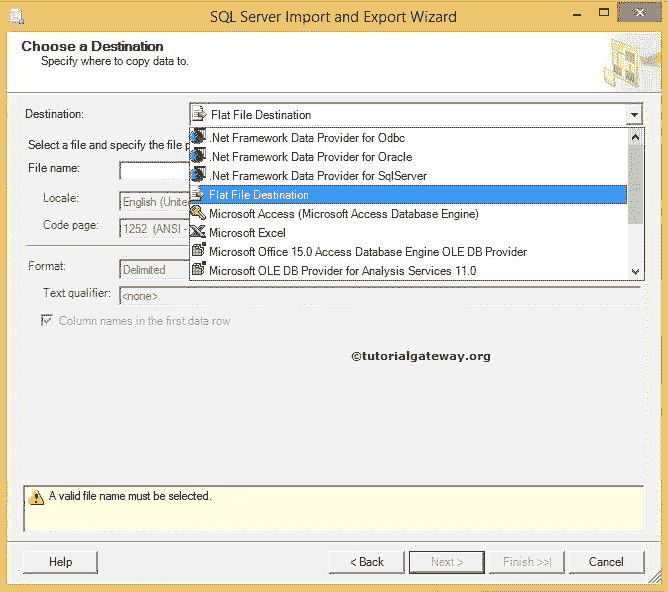 SQL Server Import and Export Wizard
Choose a Destination
Specify where to copy data to.
Destination:
Flat File Destination
.Net Framework Data Provider for Odbc
.Net Framework Data Provider for Oracle
.Net Framework Data Provider for SqlServer
Flat File Destination
Microsoft Access (Microsoft Access Database Engine)
Microsoft Excel
Microsoft Office 15.0 Access Database Engine OLE DB Provider
Microsoft OLE DB Provider for Analysis Services 11.0
Select a file and specify the file
File name:
Locale:
English
Code page:
1252 (ANSI -
Format:
Delimited
Text qualifier:
<none>
Column names in the first data row
©tutorialgateway.org
A valid file name must be selected.
Help
< Back
Next >
Finish >>|
Cancel